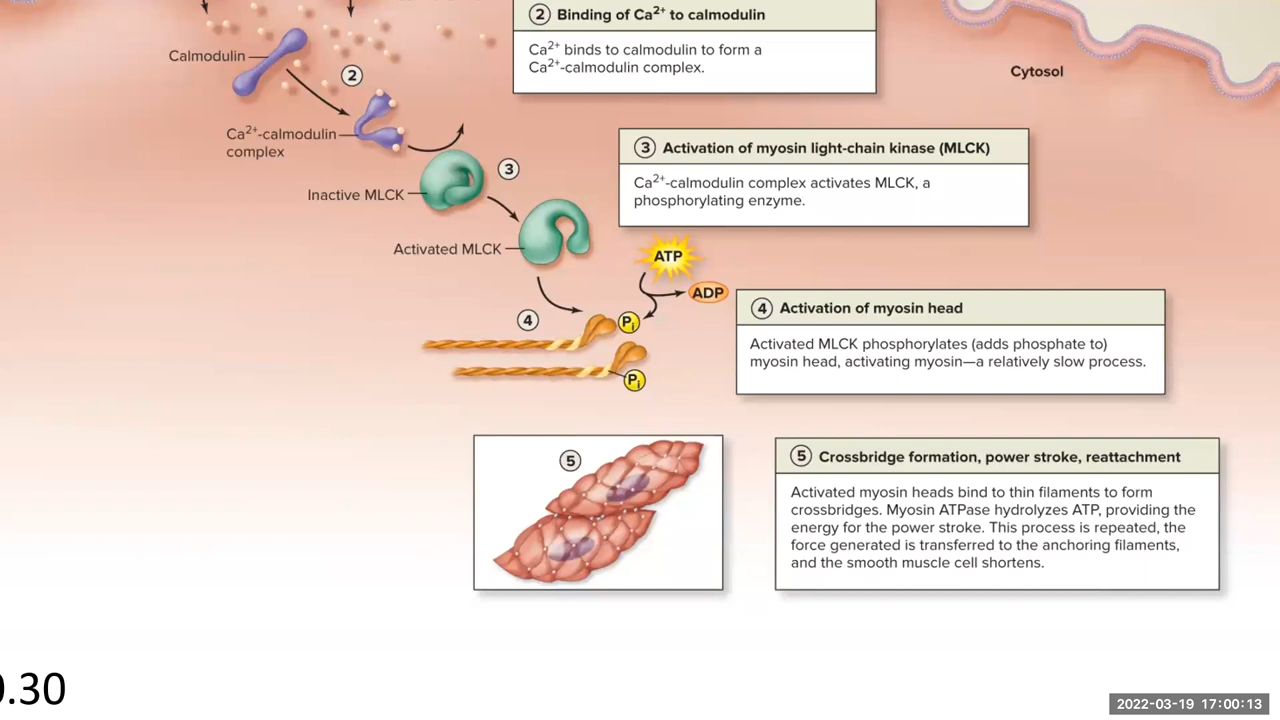 ② Binding of Ca²⁺ to calmodulin
Ca²⁺ binds to calmodulin to form a
Ca²⁺-calmodulin complex.
Calmodulin
②
Cytosol
Ca²⁺-calmodulin
complex
③ Activation of myosin light-chain kinase (MLCK)
Ca²⁺-calmodulin complex activates MLCK, a
phosphorylating enzyme.
③
Inactive MLCK
Activated MLCK
ATP
ADP
④
Pi
Pi
④ Activation of myosin head
Activated MLCK phosphorylates (adds phosphate to)
myosin head, activating myosin—a relatively slow process.
⑤
⑤ Crossbridge formation, power stroke, reattachment
Activated myosin heads bind to thin filaments to form
crossbridges. Myosin ATPase hydrolyzes ATP, providing the
energy for the power stroke. This process is repeated, the
force generated is transferred to the anchoring filaments,
and the smooth muscle cell shortens.
.30
2022-03-19 17:00:13